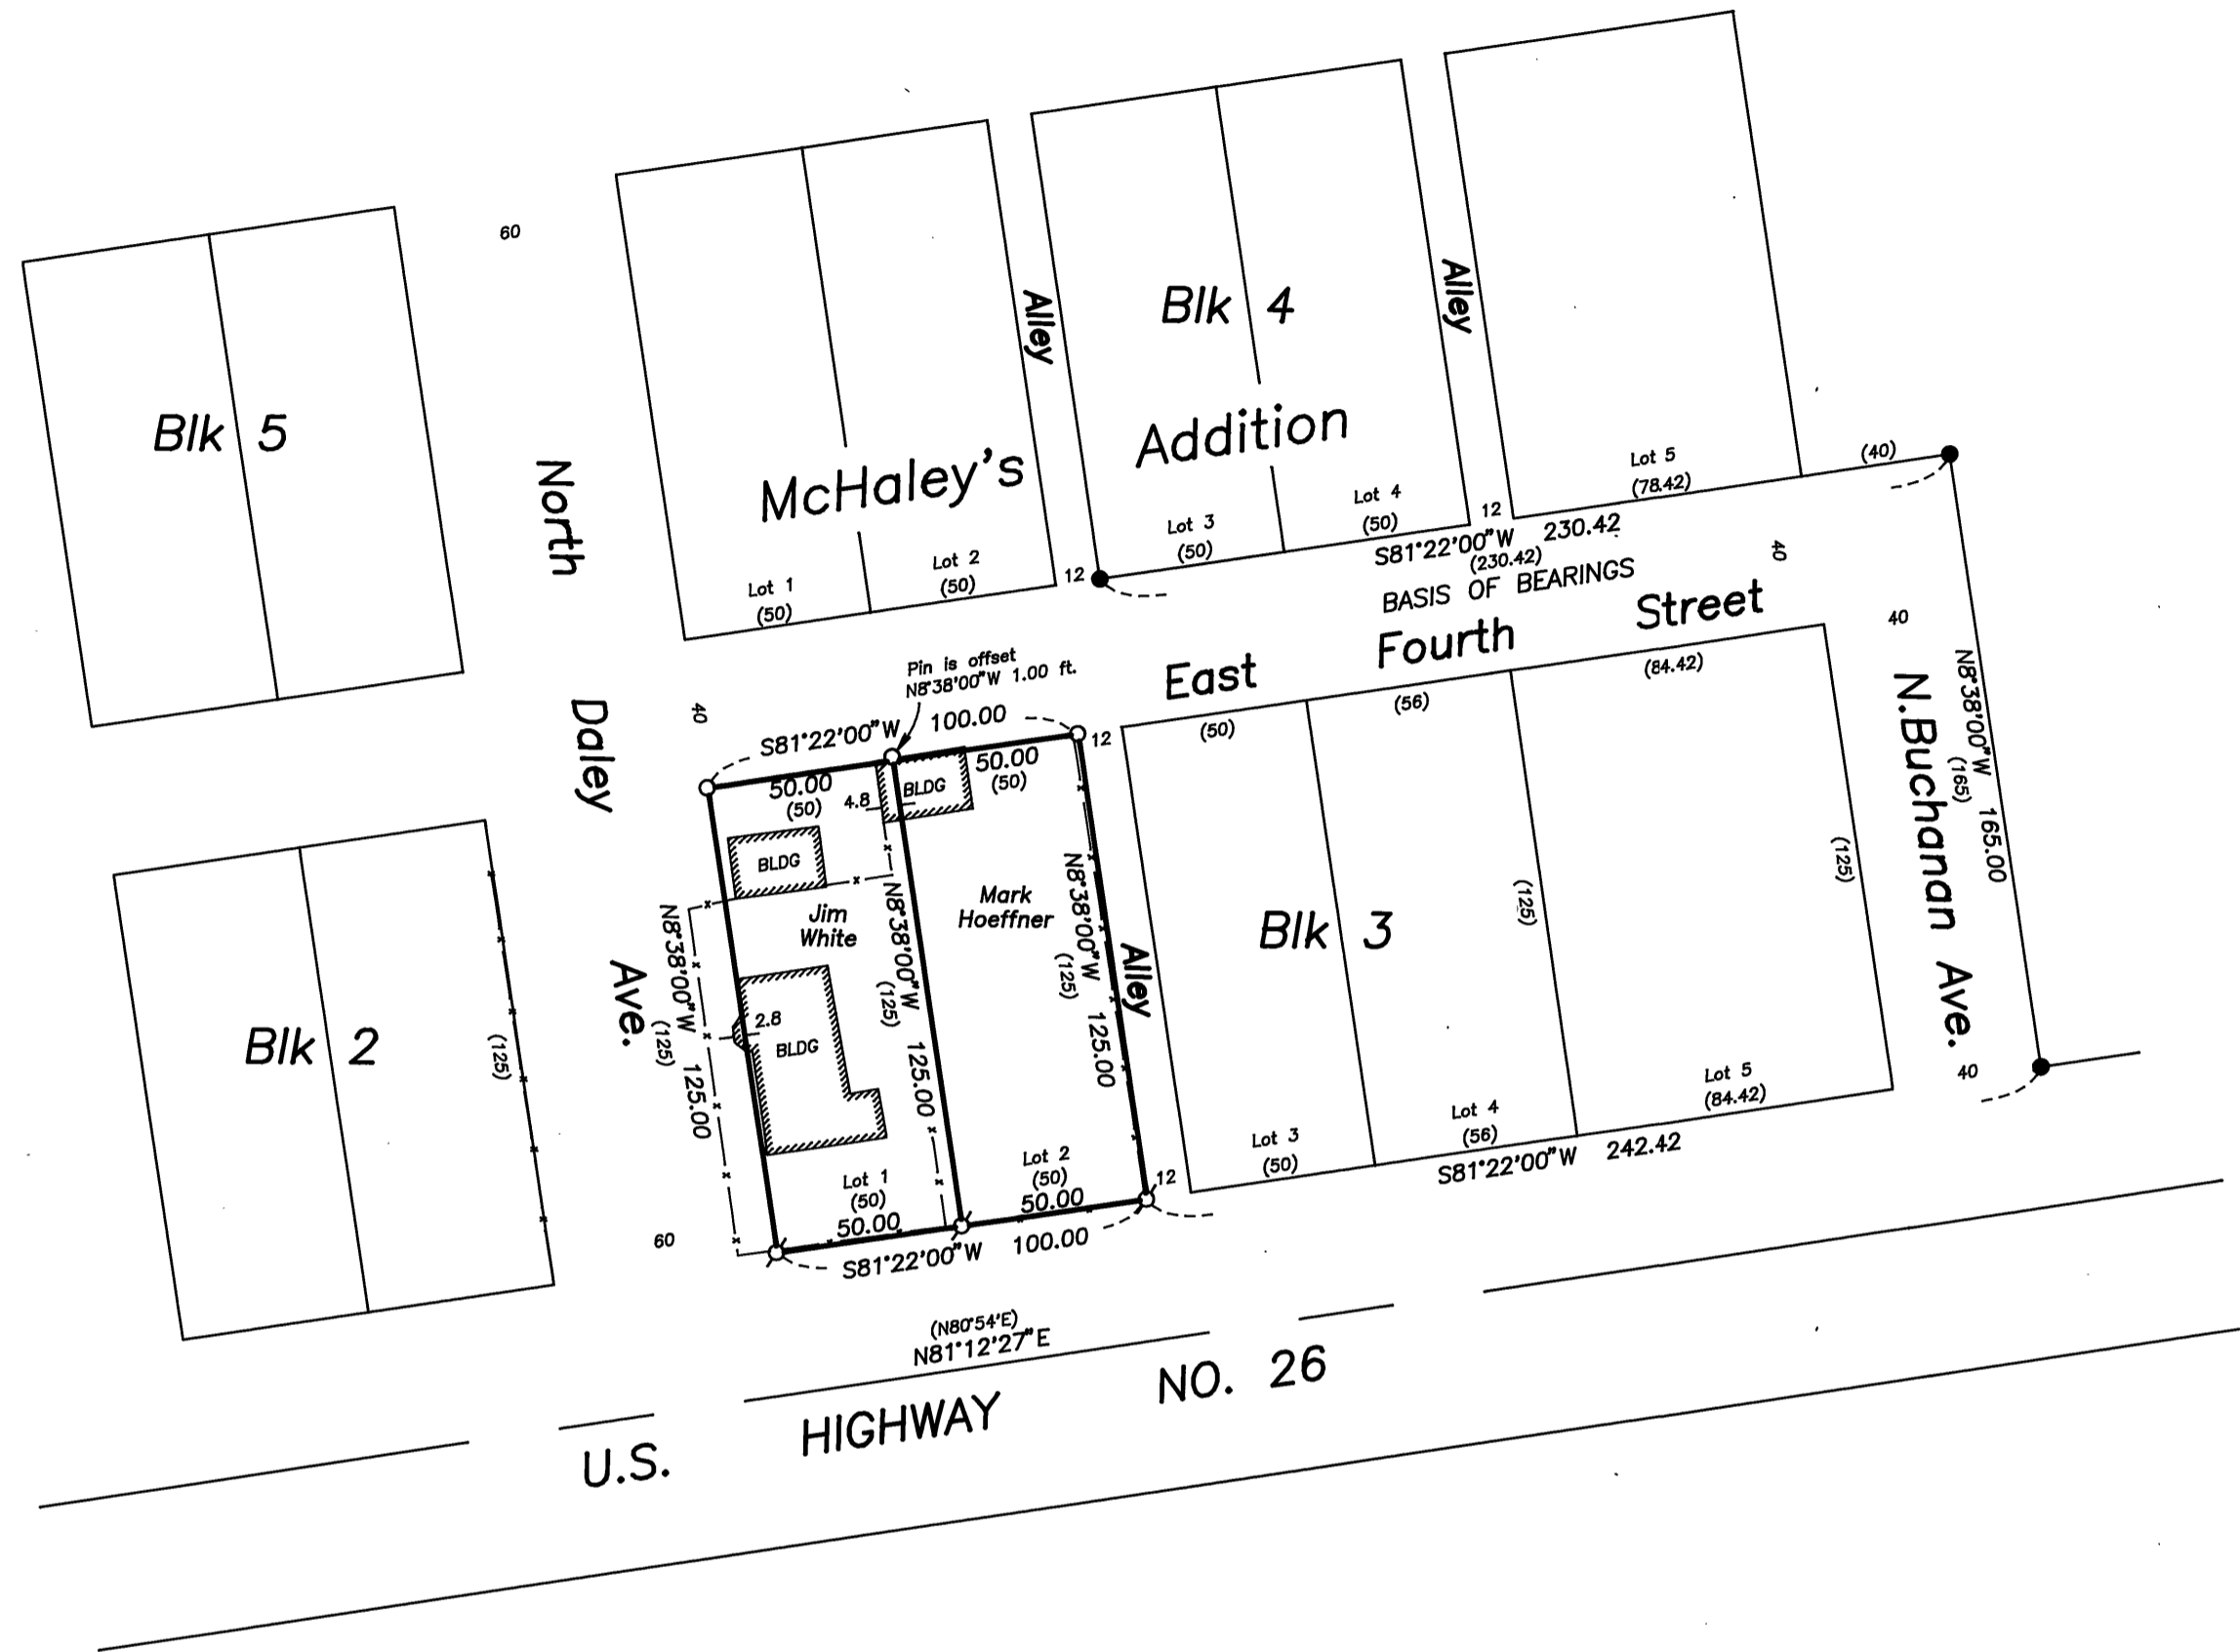 60
Blk 5
North
Daley
Ave.
McHaley's
Addition
Alley
Blk 4
Alley
Lot 1
(50)
Lot 2
(50)
12
Lot 3
(50)
Lot 4
(50)
12
Lot 5
(78.42)
(40)
S81°22'00"W 230.42
(230.42)
BASIS OF BEARINGS
40
East Fourth Street
40
N8°38'00"W 165.00
(165)
N.Buchanan Ave.
40
Pin is offset
N8°38'00"W 1.00 ft.
40
S81°22'00"W 100.00
12
50.00
(50)
50.00
(50)
4.8
BLDG
BLDG
Jim
White
Mark
Hoeffner
N8°38'00"W 125.00
(125)
N8°38'00"W 125.00
(125)
N8°38'00"W 125.00
(125)
2.8
BLDG
Alley
Lot 1
(50)
50.00
Lot 2
(50)
50.00
12
S81°22'00"W 100.00
(50)
(56)
(84.42)
Blk 3
(125)
(125)
Lot 3
(50)
Lot 4
(56)
Lot 5
(84.42)
S81°22'00"W 242.42
Blk 2
(125)
60
(N80°54'E)
N81°12'27"E
U.S. HIGHWAY NO. 26